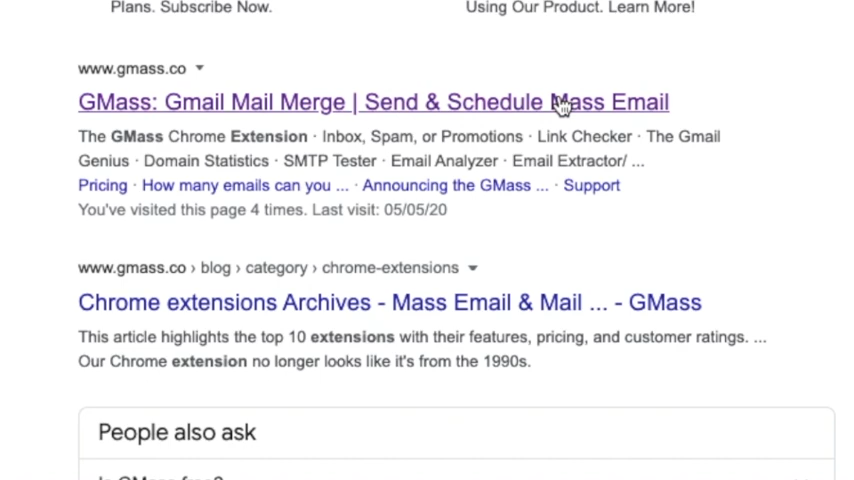 Plans. Subscribe Now. Using Our Product. Learn More!
www.gmass.co
GMass: Gmail Mail Merge | Send & Schedule Mass Email
The GMass Chrome Extension · Inbox, Spam, or Promotions · Link Checker · The Gmail
Genius · Domain Statistics · SMTP Tester · Email Analyzer · Email Extractor/ ...
Pricing · How many emails can you ... · Announcing the GMass ... · Support
You've visited this page 4 times. Last visit: 05/05/20
www.gmass.co › blog › category › chrome-extensions
Chrome extensions Archives - Mass Email & Mail ... - GMass
This article highlights the top 10 extensions with their features, pricing, and customer ratings. ...
Our Chrome extension no longer looks like it's from the 1990s.
People also ask
Is GMass free?